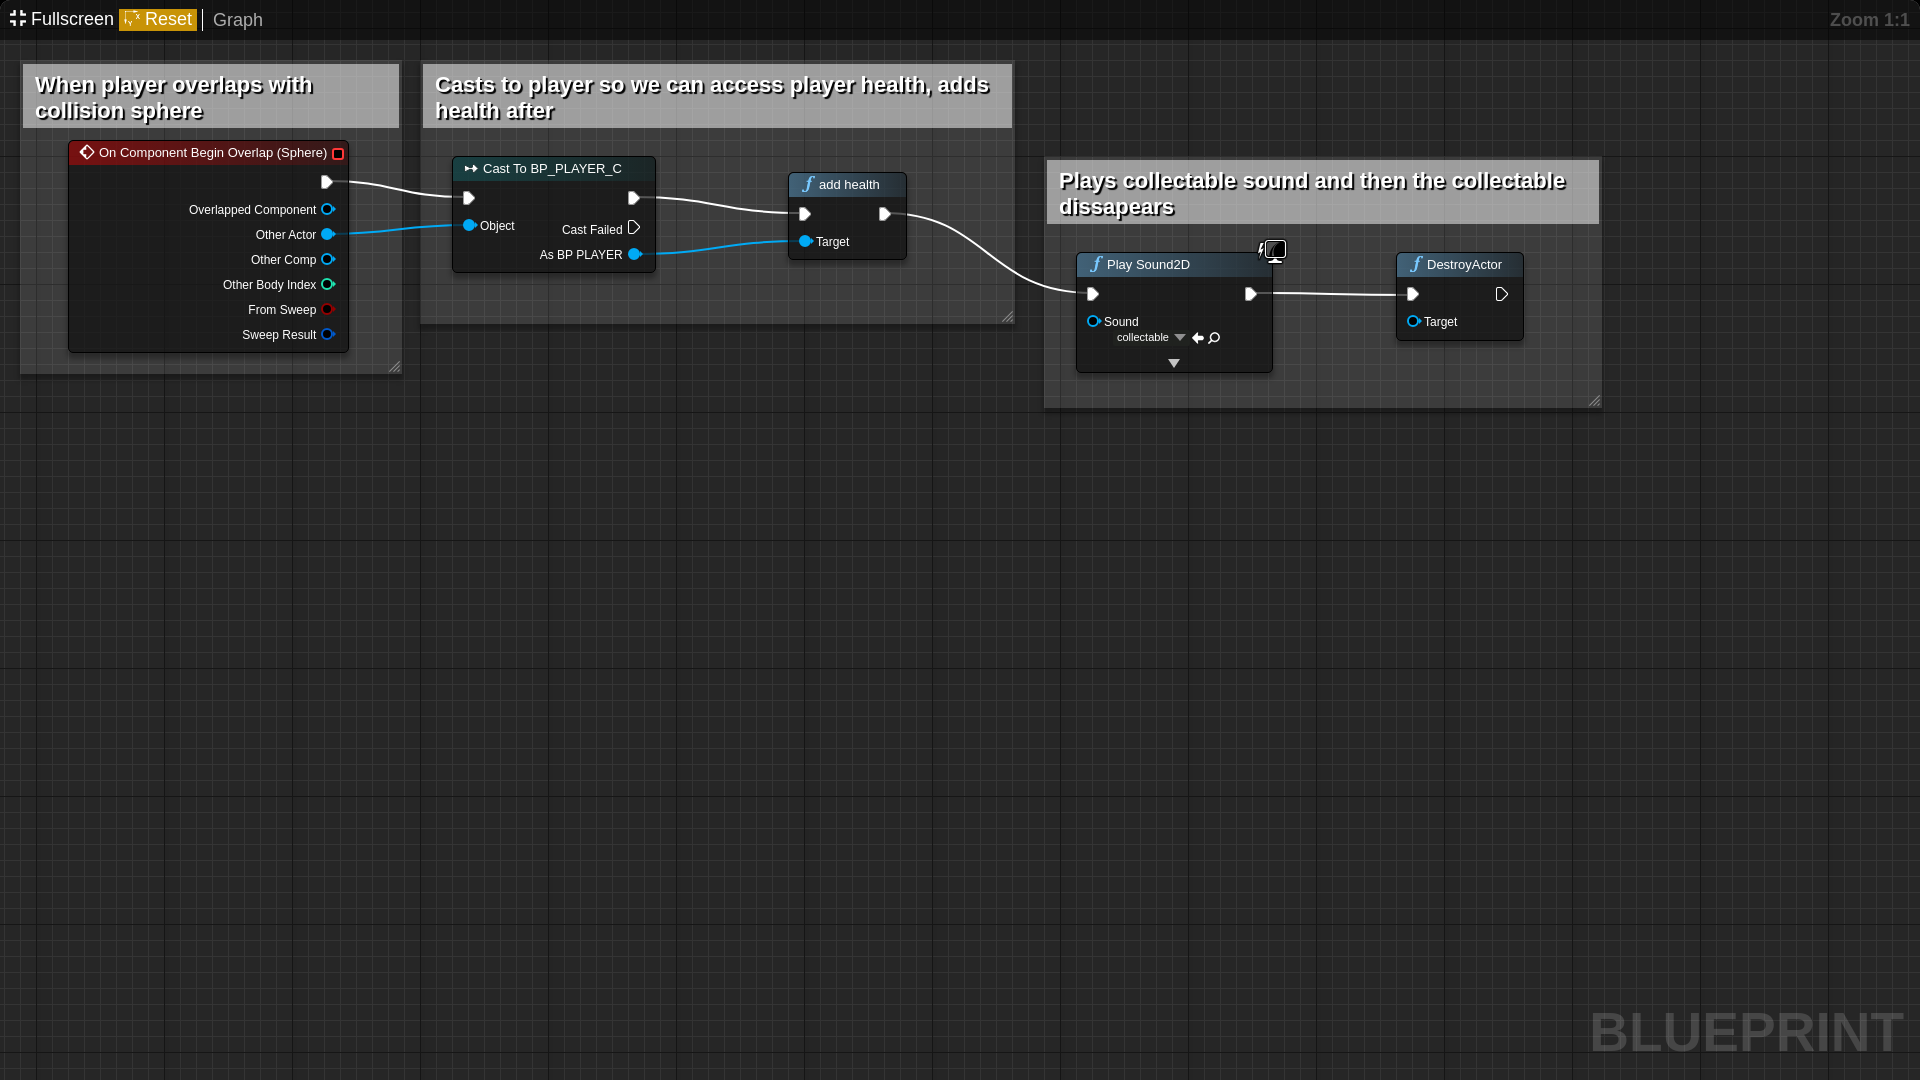 Fullscreen Reset Graph Zoom 1:1
When player overlaps with
collision sphere
On Component Begin Overlap (Sphere)
Overlapped Component
Other Actor
Other Comp
Other Body Index
From Sweep
Sweep Result
Casts to player so we can access player health, adds
health after
Cast To BP_PLAYER_C
Object
Cast Failed
As BP PLAYER
add health
Target
Plays collectable sound and then the collectable
dissapears
Play Sound2D
Sound
collectable
DestroyActor
Target
BLUEPRINT